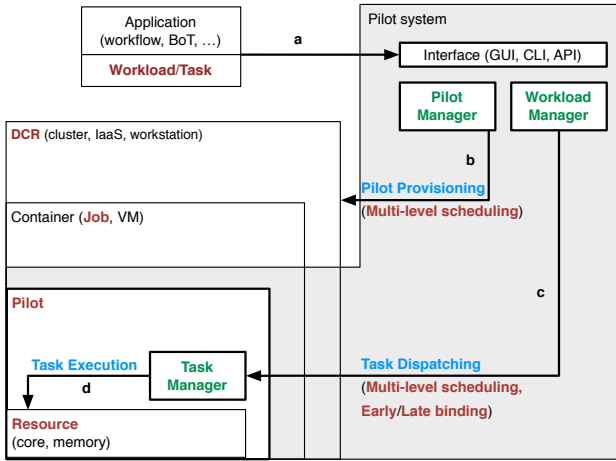 Application
(workflow, BoT, …)
Workload/Task
a
Pilot system
Interface (GUI, CLI, API)
Pilot
Manager
Workload
Manager
DCR (cluster, IaaS, workstation)
b
Pilot Provisioning
(Multi-level scheduling)
Container (Job, VM)
c
Pilot
Task Execution
d
Task
Manager
Task Dispatching
(Multi-level scheduling,
Early/Late binding)
Resource
(core, memory)